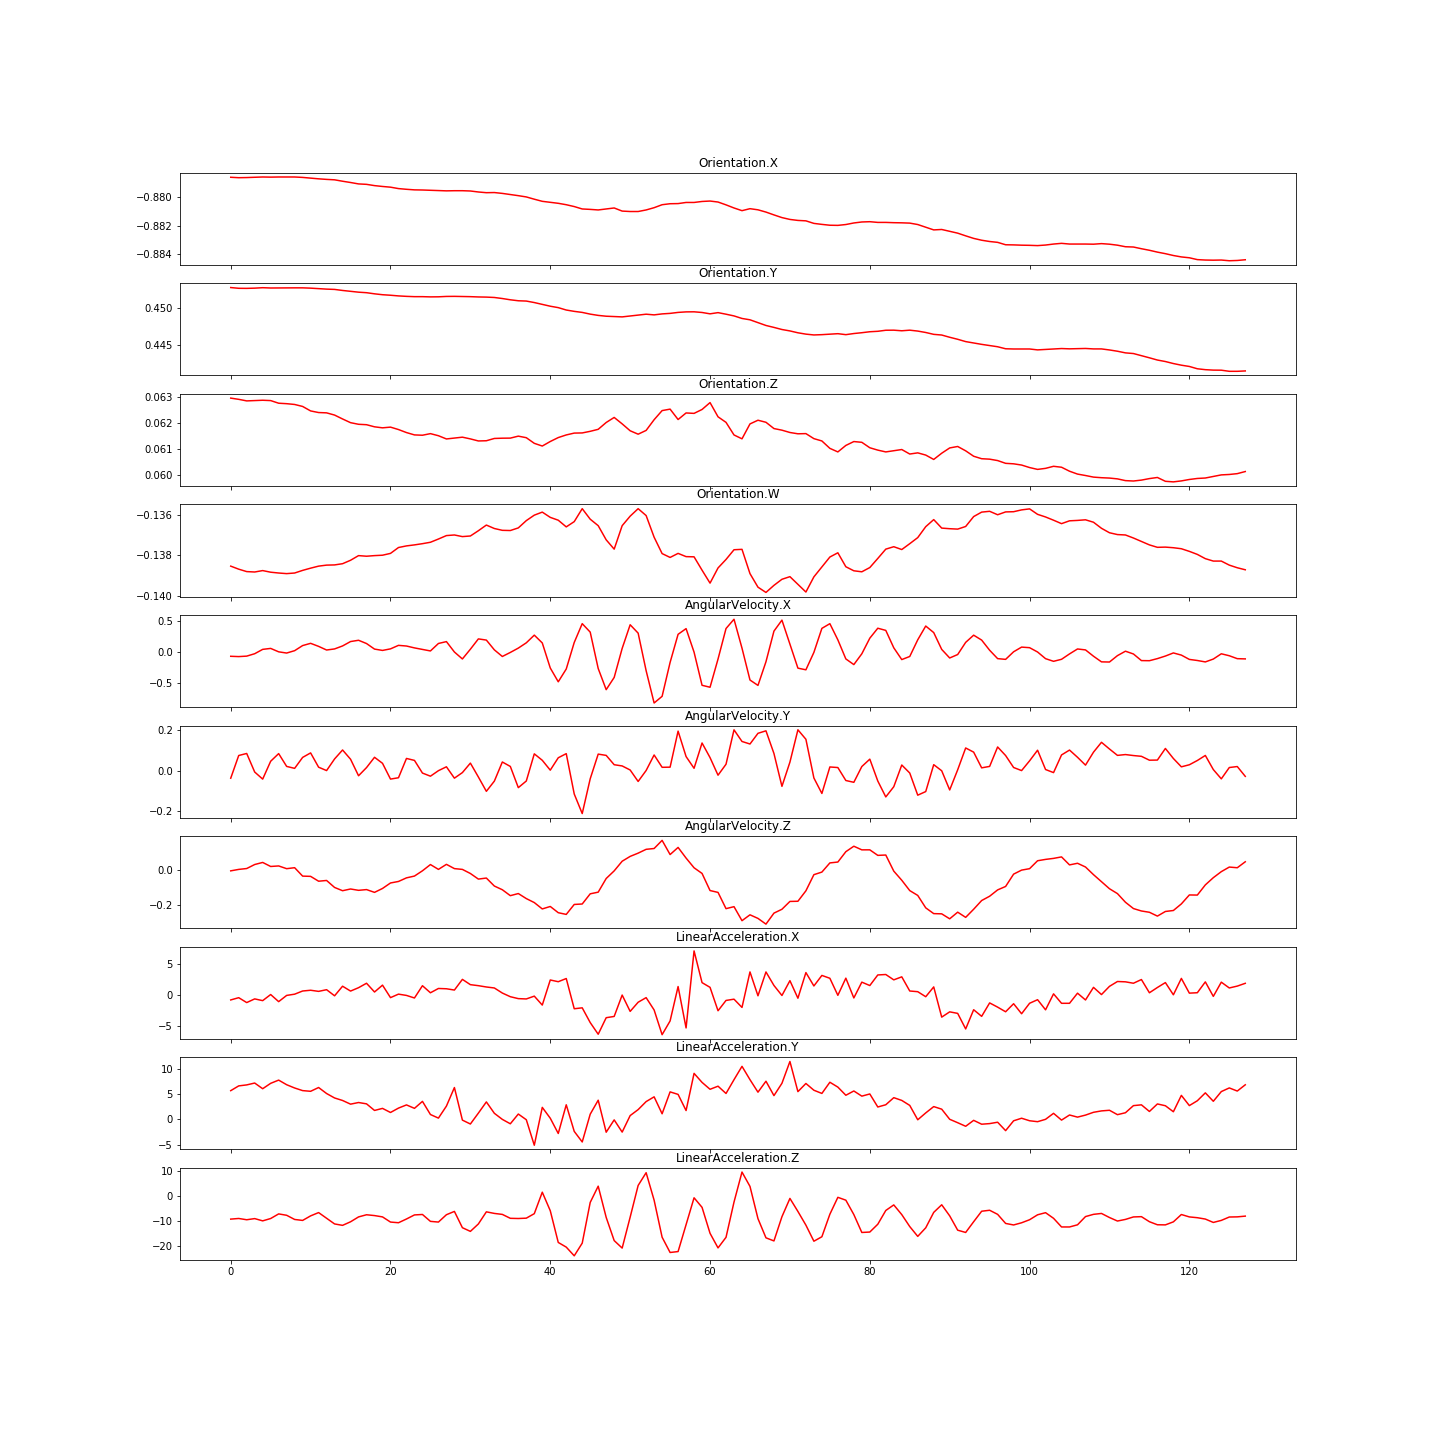 Orientation.X
−0.880
−0.882
−0.884
Orientation.Y
0.450
0.445
Orientation.Z
0.063
0.062
0.061
0.060
Orientation.W
−0.136
−0.138
−0.140
AngularVelocity.X
0.5
0.0
−0.5
AngularVelocity.Y
0.2
0.0
−0.2
AngularVelocity.Z
0.0
−0.2
LinearAcceleration.X
5
0
−5
LinearAcceleration.Y
10
5
0
−5
LinearAcceleration.Z
10
0
−10
−20
0 20 40 60 80 100 120